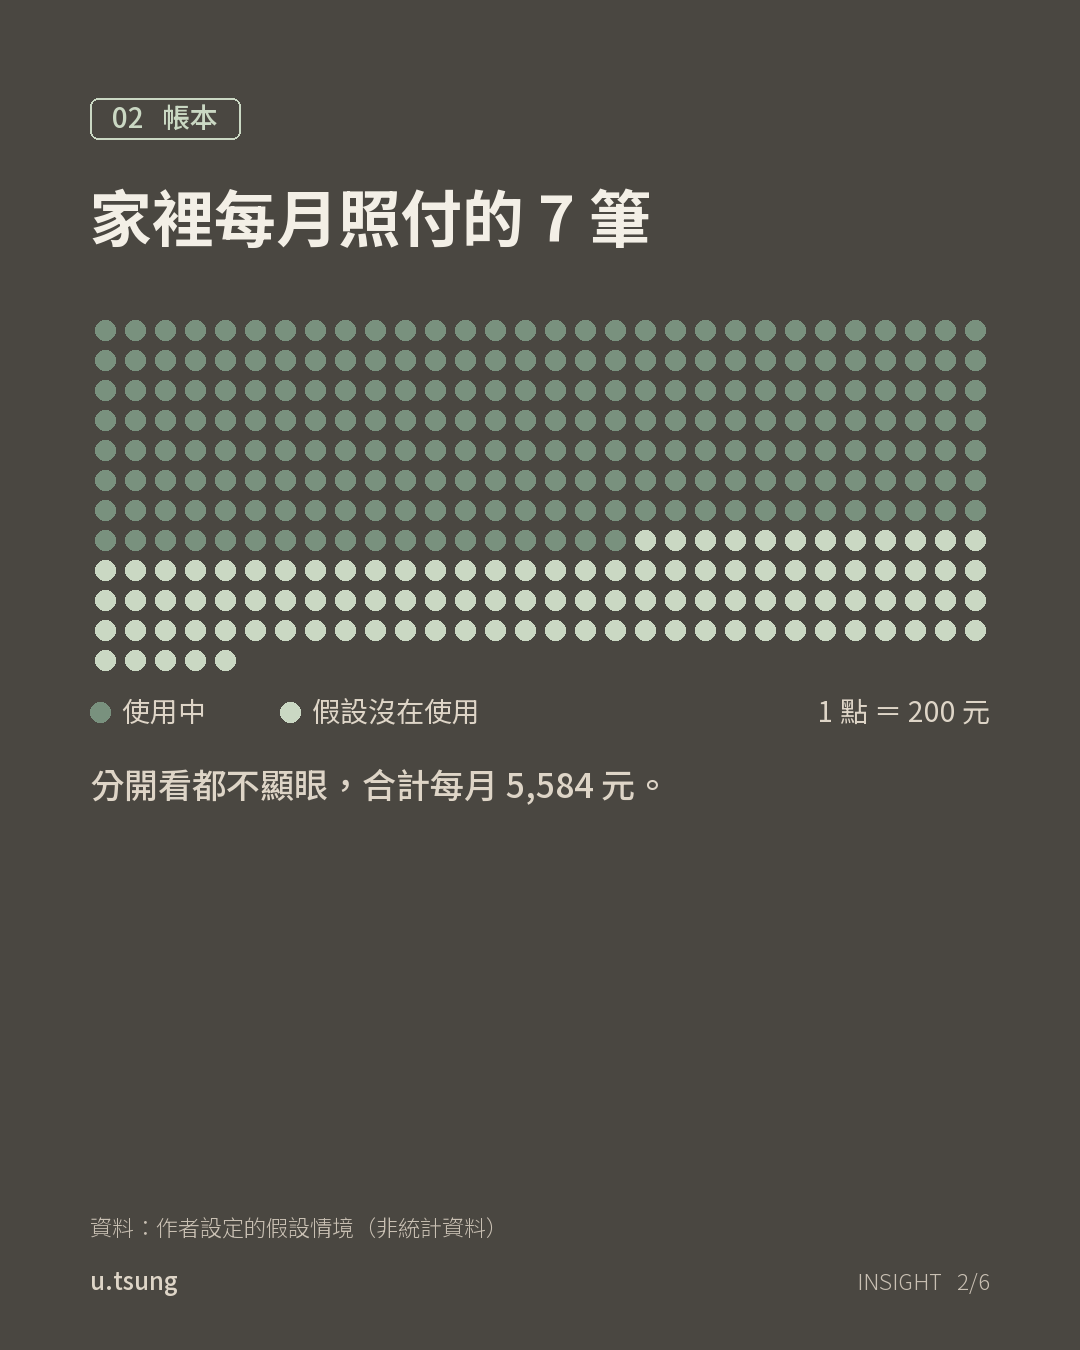 02 帳本
家裡每月照付的 7 筆
使用中 假設沒在使用 1 點＝200 元
分開看都不顯眼，合計每月 5,584 元。
資料：作者設定的假設情境（非統計資料）
u.tsung INSIGHT 2/6